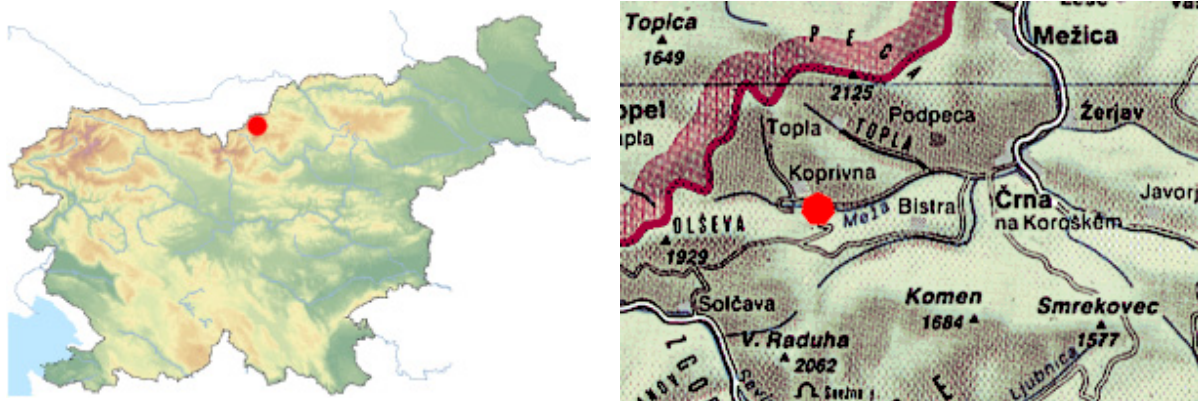 Topica
1649
P E C A
2125
Mežica
Žerjav
Podpeca
Topla
TOPLA
Koprivna
Meža
Bistra
Črna
na Koroškem
Javorj
OLŠEVA
1929
Solčava
Komen
1684
Smrekovec
1577
V. Raduha
2062
Ljubnica